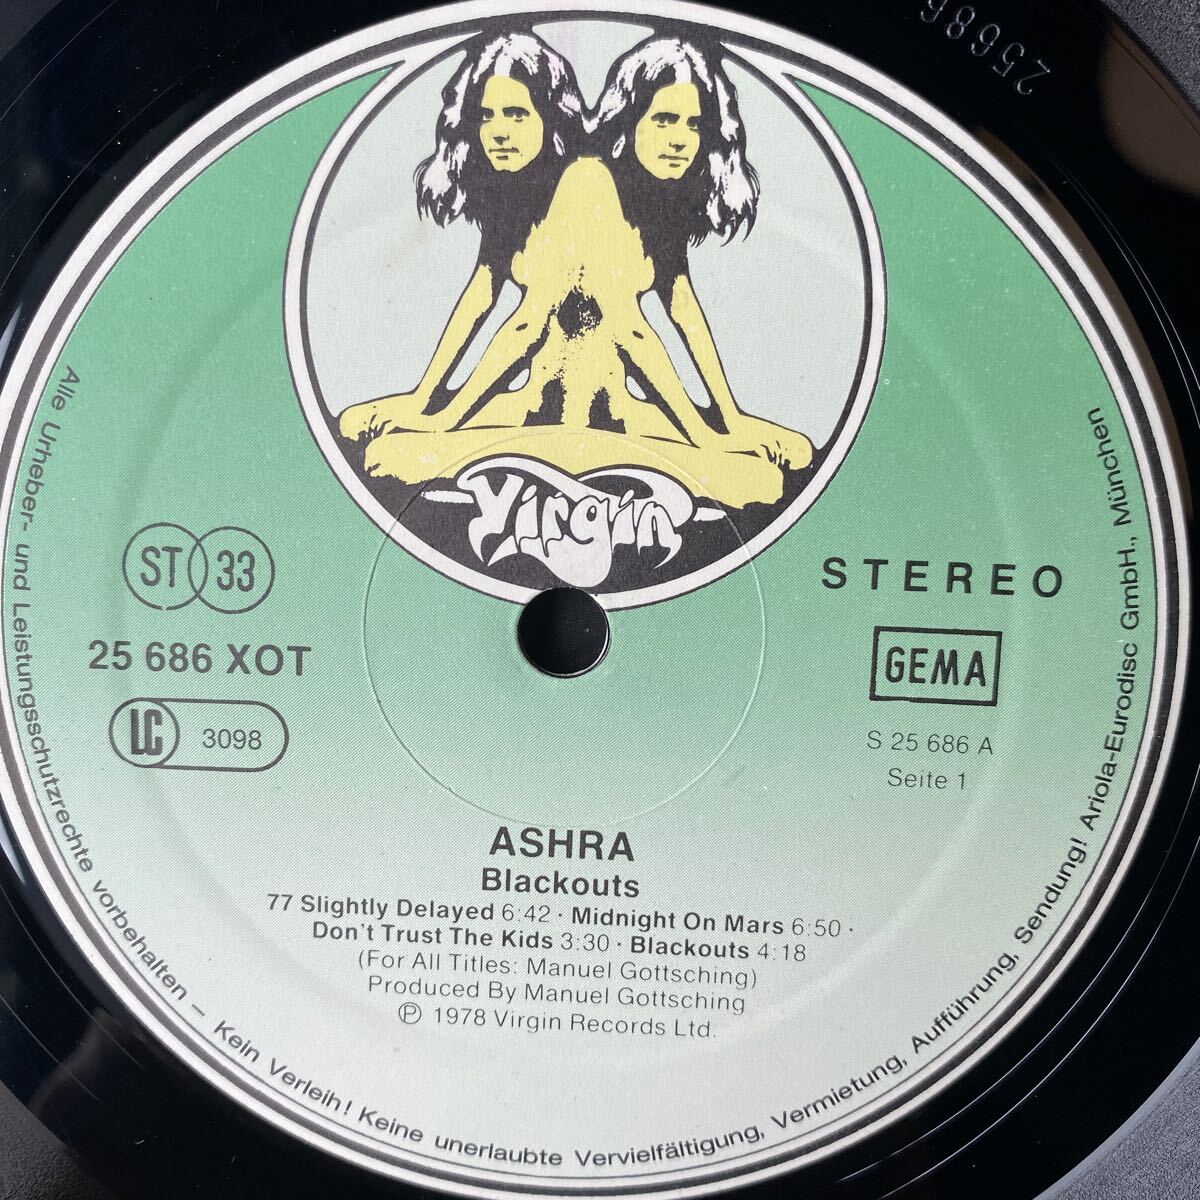 25686
Virgin
ST 33
STEREO
25 686 XOT
GEMA
LC 3098
S 25 686 A
Seite 1
ASHRA
Blackouts
77 Slightly Delayed 6:42 · Midnight On Mars 6:50 ·
Don't Trust The Kids 3:30 · Blackouts 4:18
(For All Titles: Manuel Gottsching)
Produced By Manuel Gottsching
Ⓟ 1978 Virgin Records Ltd.
Alle Urheber- und Leistungsschutzrechte vorbehalten – Kein Verleih! Keine unerlaubte Vervielfältigung, Vermietung, Aufführung, Sendung! Ariola-Eurodisc GmbH., München